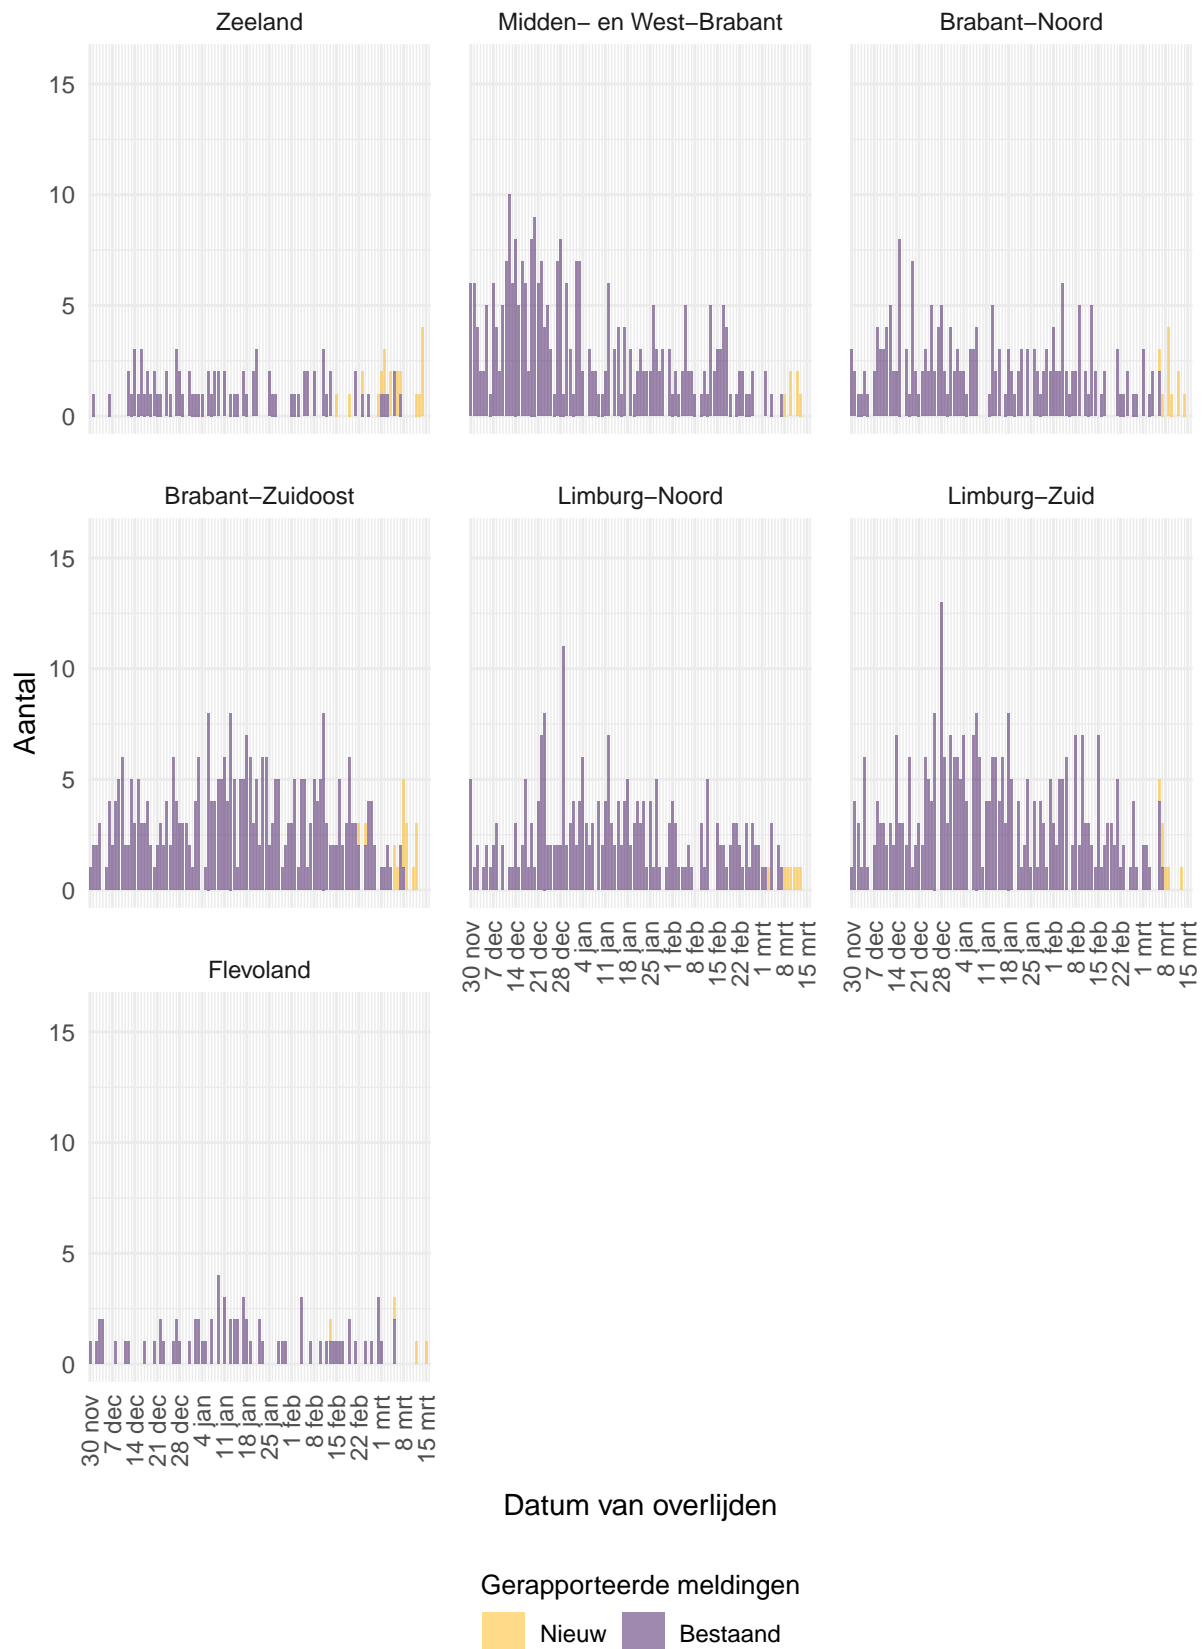 Zeeland
Midden− en West−Brabant
Brabant−Noord
15
10
5
0
Brabant−Zuidoost
Limburg−Noord
Limburg−Zuid
15
10
5
0
30 nov
7 dec
14 dec
21 dec
28 dec
4 jan
11 jan
18 jan
25 jan
1 feb
8 feb
15 feb
22 feb
1 mrt
8 mrt
15 mrt
30 nov
7 dec
14 dec
21 dec
28 dec
4 jan
11 jan
18 jan
25 jan
1 feb
8 feb
15 feb
22 feb
1 mrt
8 mrt
15 mrt
Aantal
Flevoland
15
10
5
0
30 nov
7 dec
14 dec
21 dec
28 dec
4 jan
11 jan
18 jan
25 jan
1 feb
8 feb
15 feb
22 feb
1 mrt
8 mrt
15 mrt
Datum van overlijden
Gerapporteerde meldingen
Nieuw
Bestaand